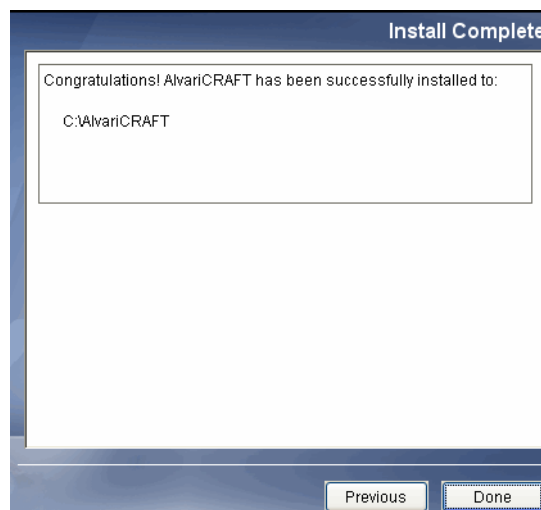 Install Complete
Congratulations! AlvariCRAFT has been successfully installed to:
C:\AlvariCRAFT
Previous
Done